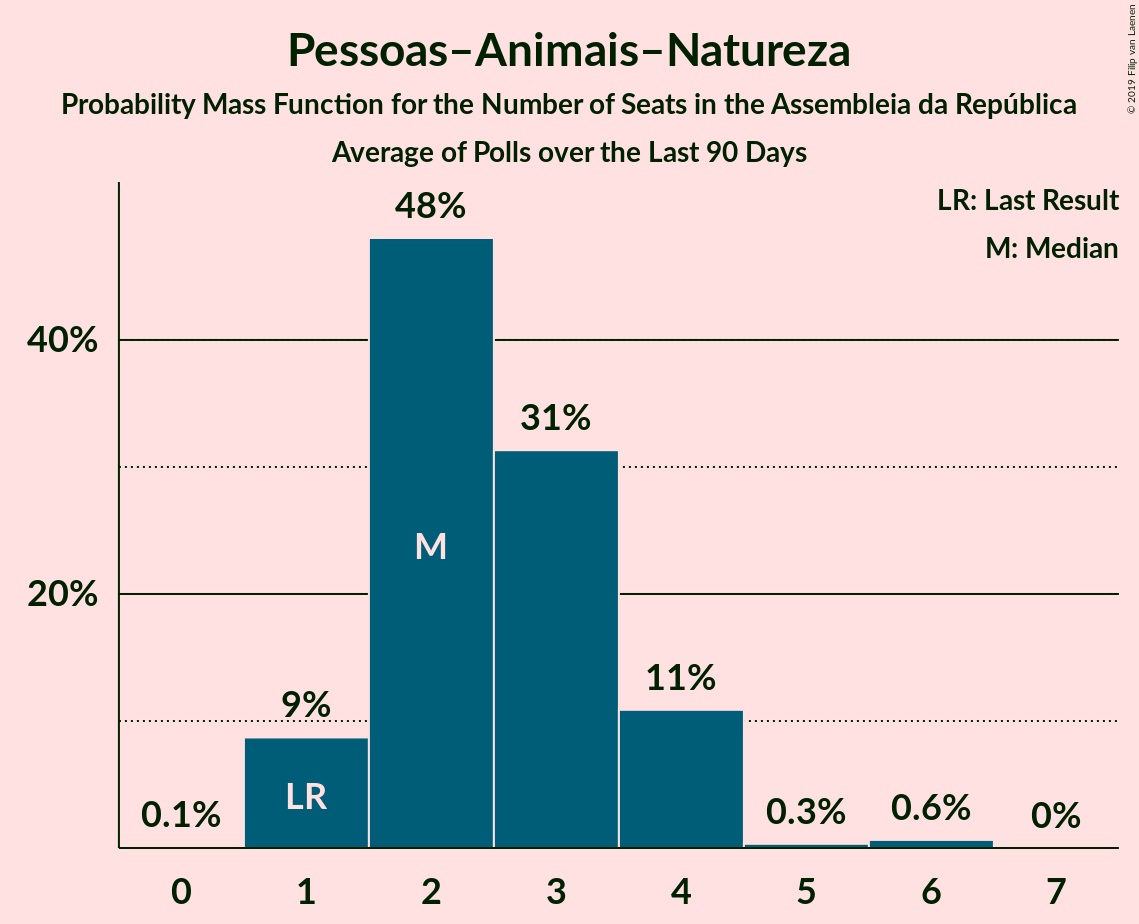 Pessoas–Animais–Natureza
Probability Mass Function for the Number of Seats in the Assembleia da República
Average of Polls over the Last 90 Days
© 2019 Filip van Laenen
LR: Last Result
M: Median
48%
40%
31%
M
20%
11%
9%
LR
0.1%
0.3%
0.6%
0%
0 1 2 3 4 5 6 7